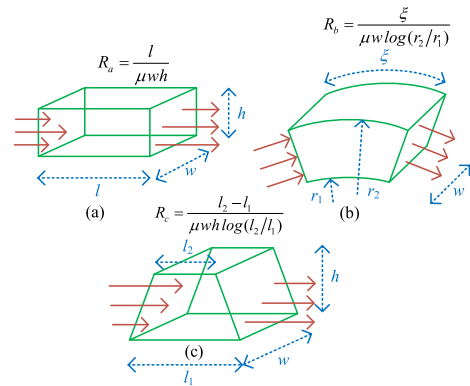 R_a = l / μwh
R_b = ξ / μwlog(r_2/r_1)
ξ
h
l
w
r_1
r_2
w
(a)
(b)
R_c = l_2 − l_1 / μwhlog(l_2/l_1)
l_2
h
(c)
w
l_1